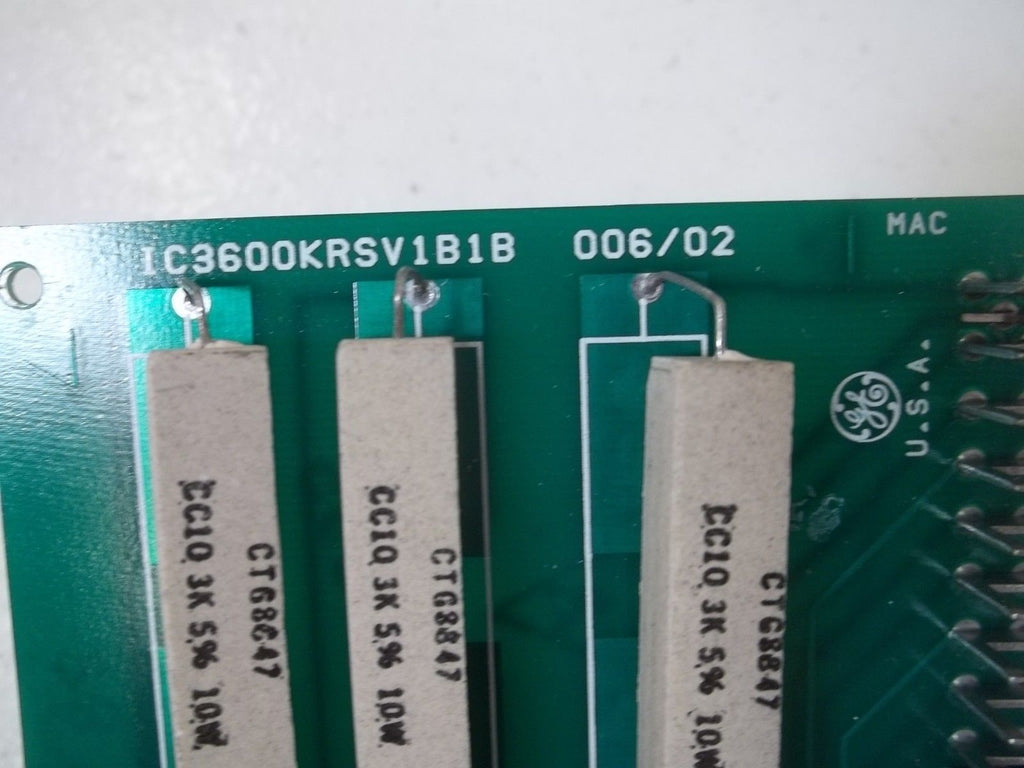 IC3600KRSV1B1B 006/02
MAC
GE
U.S.A.
CC10 3K 5% 10W
CTG8847
CC10 3K 5% 10W
CTG8847
CC10 3K 5% 10W
CTG8847